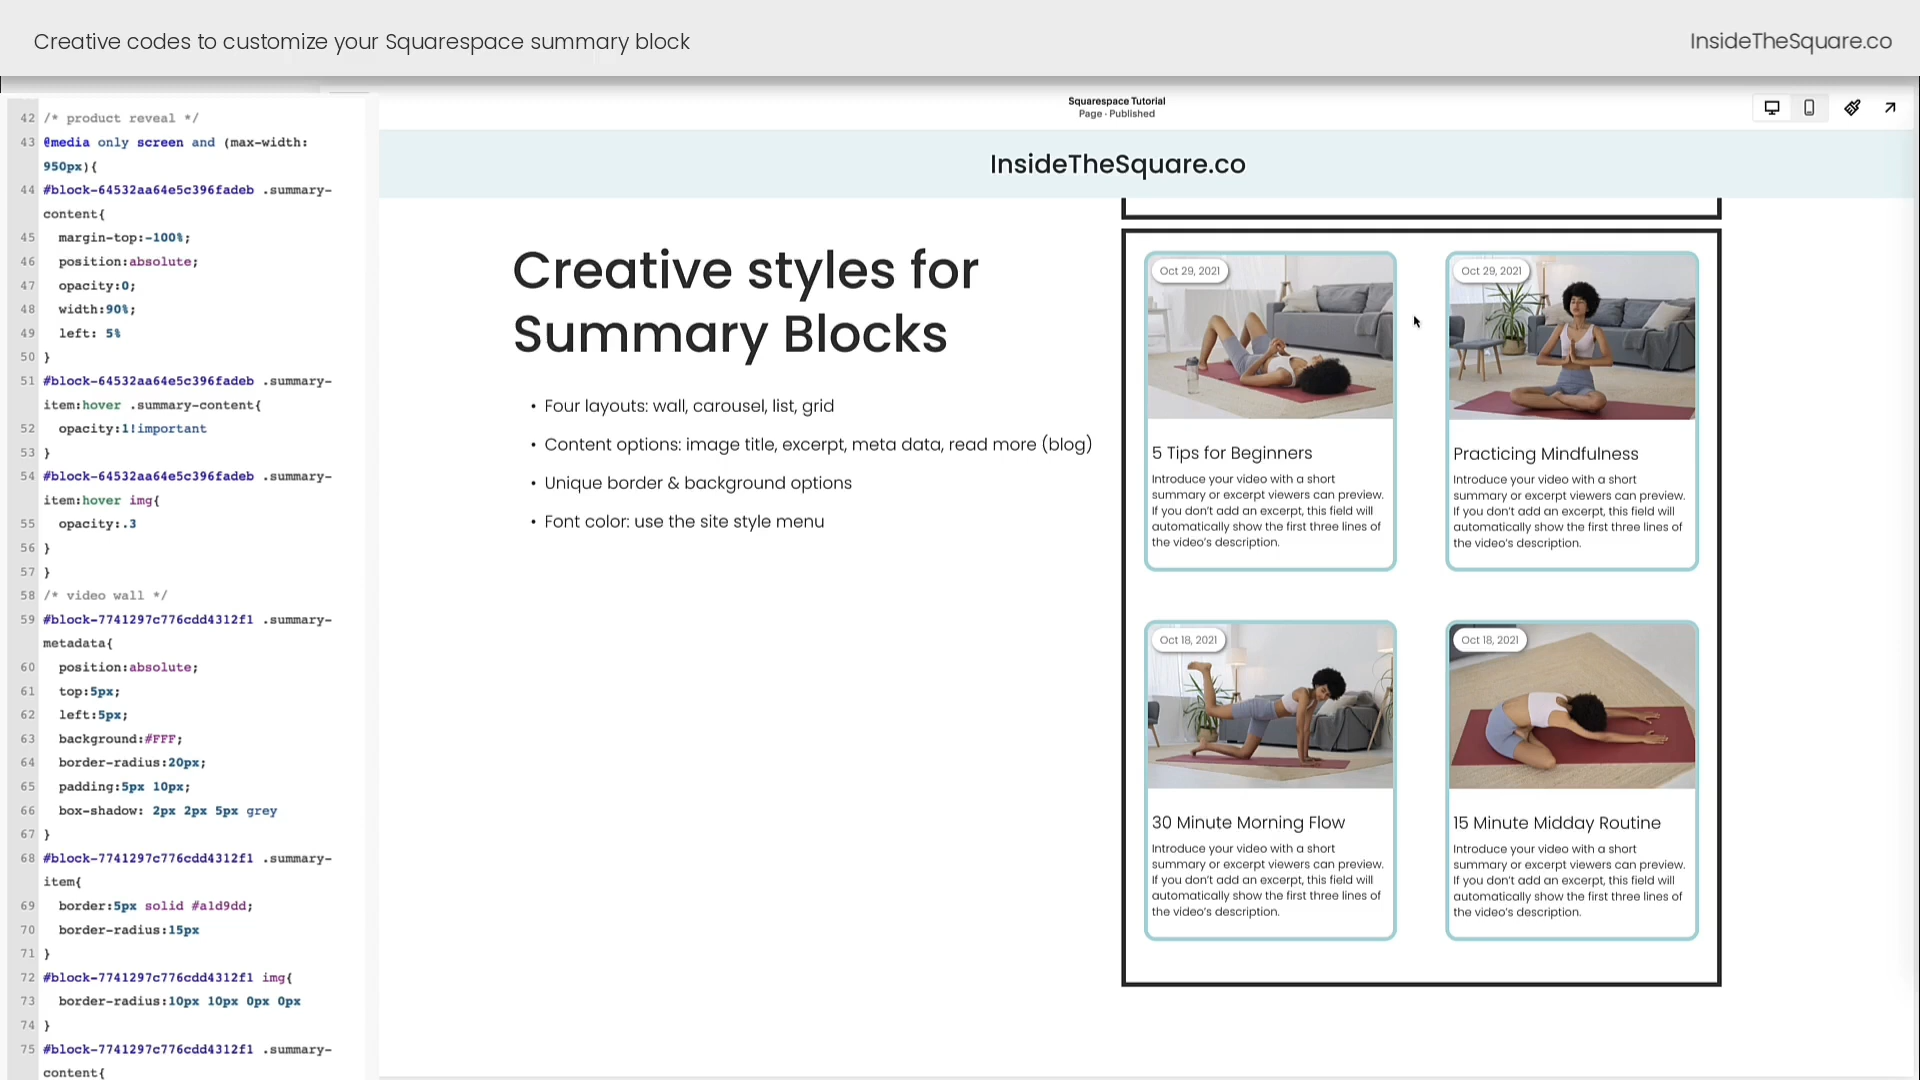 Creative codes to customize your Squarespace summary block
InsideTheSquare.co
42 /* product reveal */
43 @media only screen and (max-width:
950px){
44 #block-64532aa64e5c396fadeb .summary-
content{
45 margin-top:-100%;
46 position:absolute;
47 opacity:0;
48 width:90%;
49 left: 5%
50 }
51 #block-64532aa64e5c396fadeb .summary-
item:hover .summary-content{
52 opacity:1!important
53 }
54 #block-64532aa64e5c396fadeb .summary-
item:hover img{
55 opacity:.3
56 }
57 }
58 /* video wall */
59 #block-7741297c776cdd4312f1 .summary-
metadata{
60 position:absolute;
61 top:5px;
62 left:5px;
63 background:#FFF;
64 border-radius:20px;
65 padding:5px 10px;
66 box-shadow: 2px 2px 5px grey
67 }
68 #block-7741297c776cdd4312f1 .summary-
item{
69 border:5px solid #a1d9dd;
70 border-radius:15px
71 }
72 #block-7741297c776cdd4312f1 img{
73 border-radius:10px 10px 0px 0px
74 }
75 #block-7741297c776cdd4312f1 .summary-
content{
Squarespace Tutorial
Page · Published
InsideTheSquare.co
Creative styles for
Summary Blocks
• Four layouts: wall, carousel, list, grid
• Content options: image title, excerpt, meta data, read more (blog)
• Unique border & background options
• Font color: use the site style menu
Oct 29, 2021
5 Tips for Beginners
Introduce your video with a short
summary or excerpt viewers can preview.
If you don't add an excerpt, this field will
automatically show the first three lines of
the video's description.
Oct 29, 2021
Practicing Mindfulness
Introduce your video with a short
summary or excerpt viewers can preview.
If you don't add an excerpt, this field will
automatically show the first three lines of
the video's description.
Oct 18, 2021
30 Minute Morning Flow
Introduce your video with a short
summary or excerpt viewers can preview.
If you don't add an excerpt, this field will
automatically show the first three lines of
the video's description.
Oct 18, 2021
15 Minute Midday Routine
Introduce your video with a short
summary or excerpt viewers can preview.
If you don't add an excerpt, this field will
automatically show the first three lines of
the video's description.